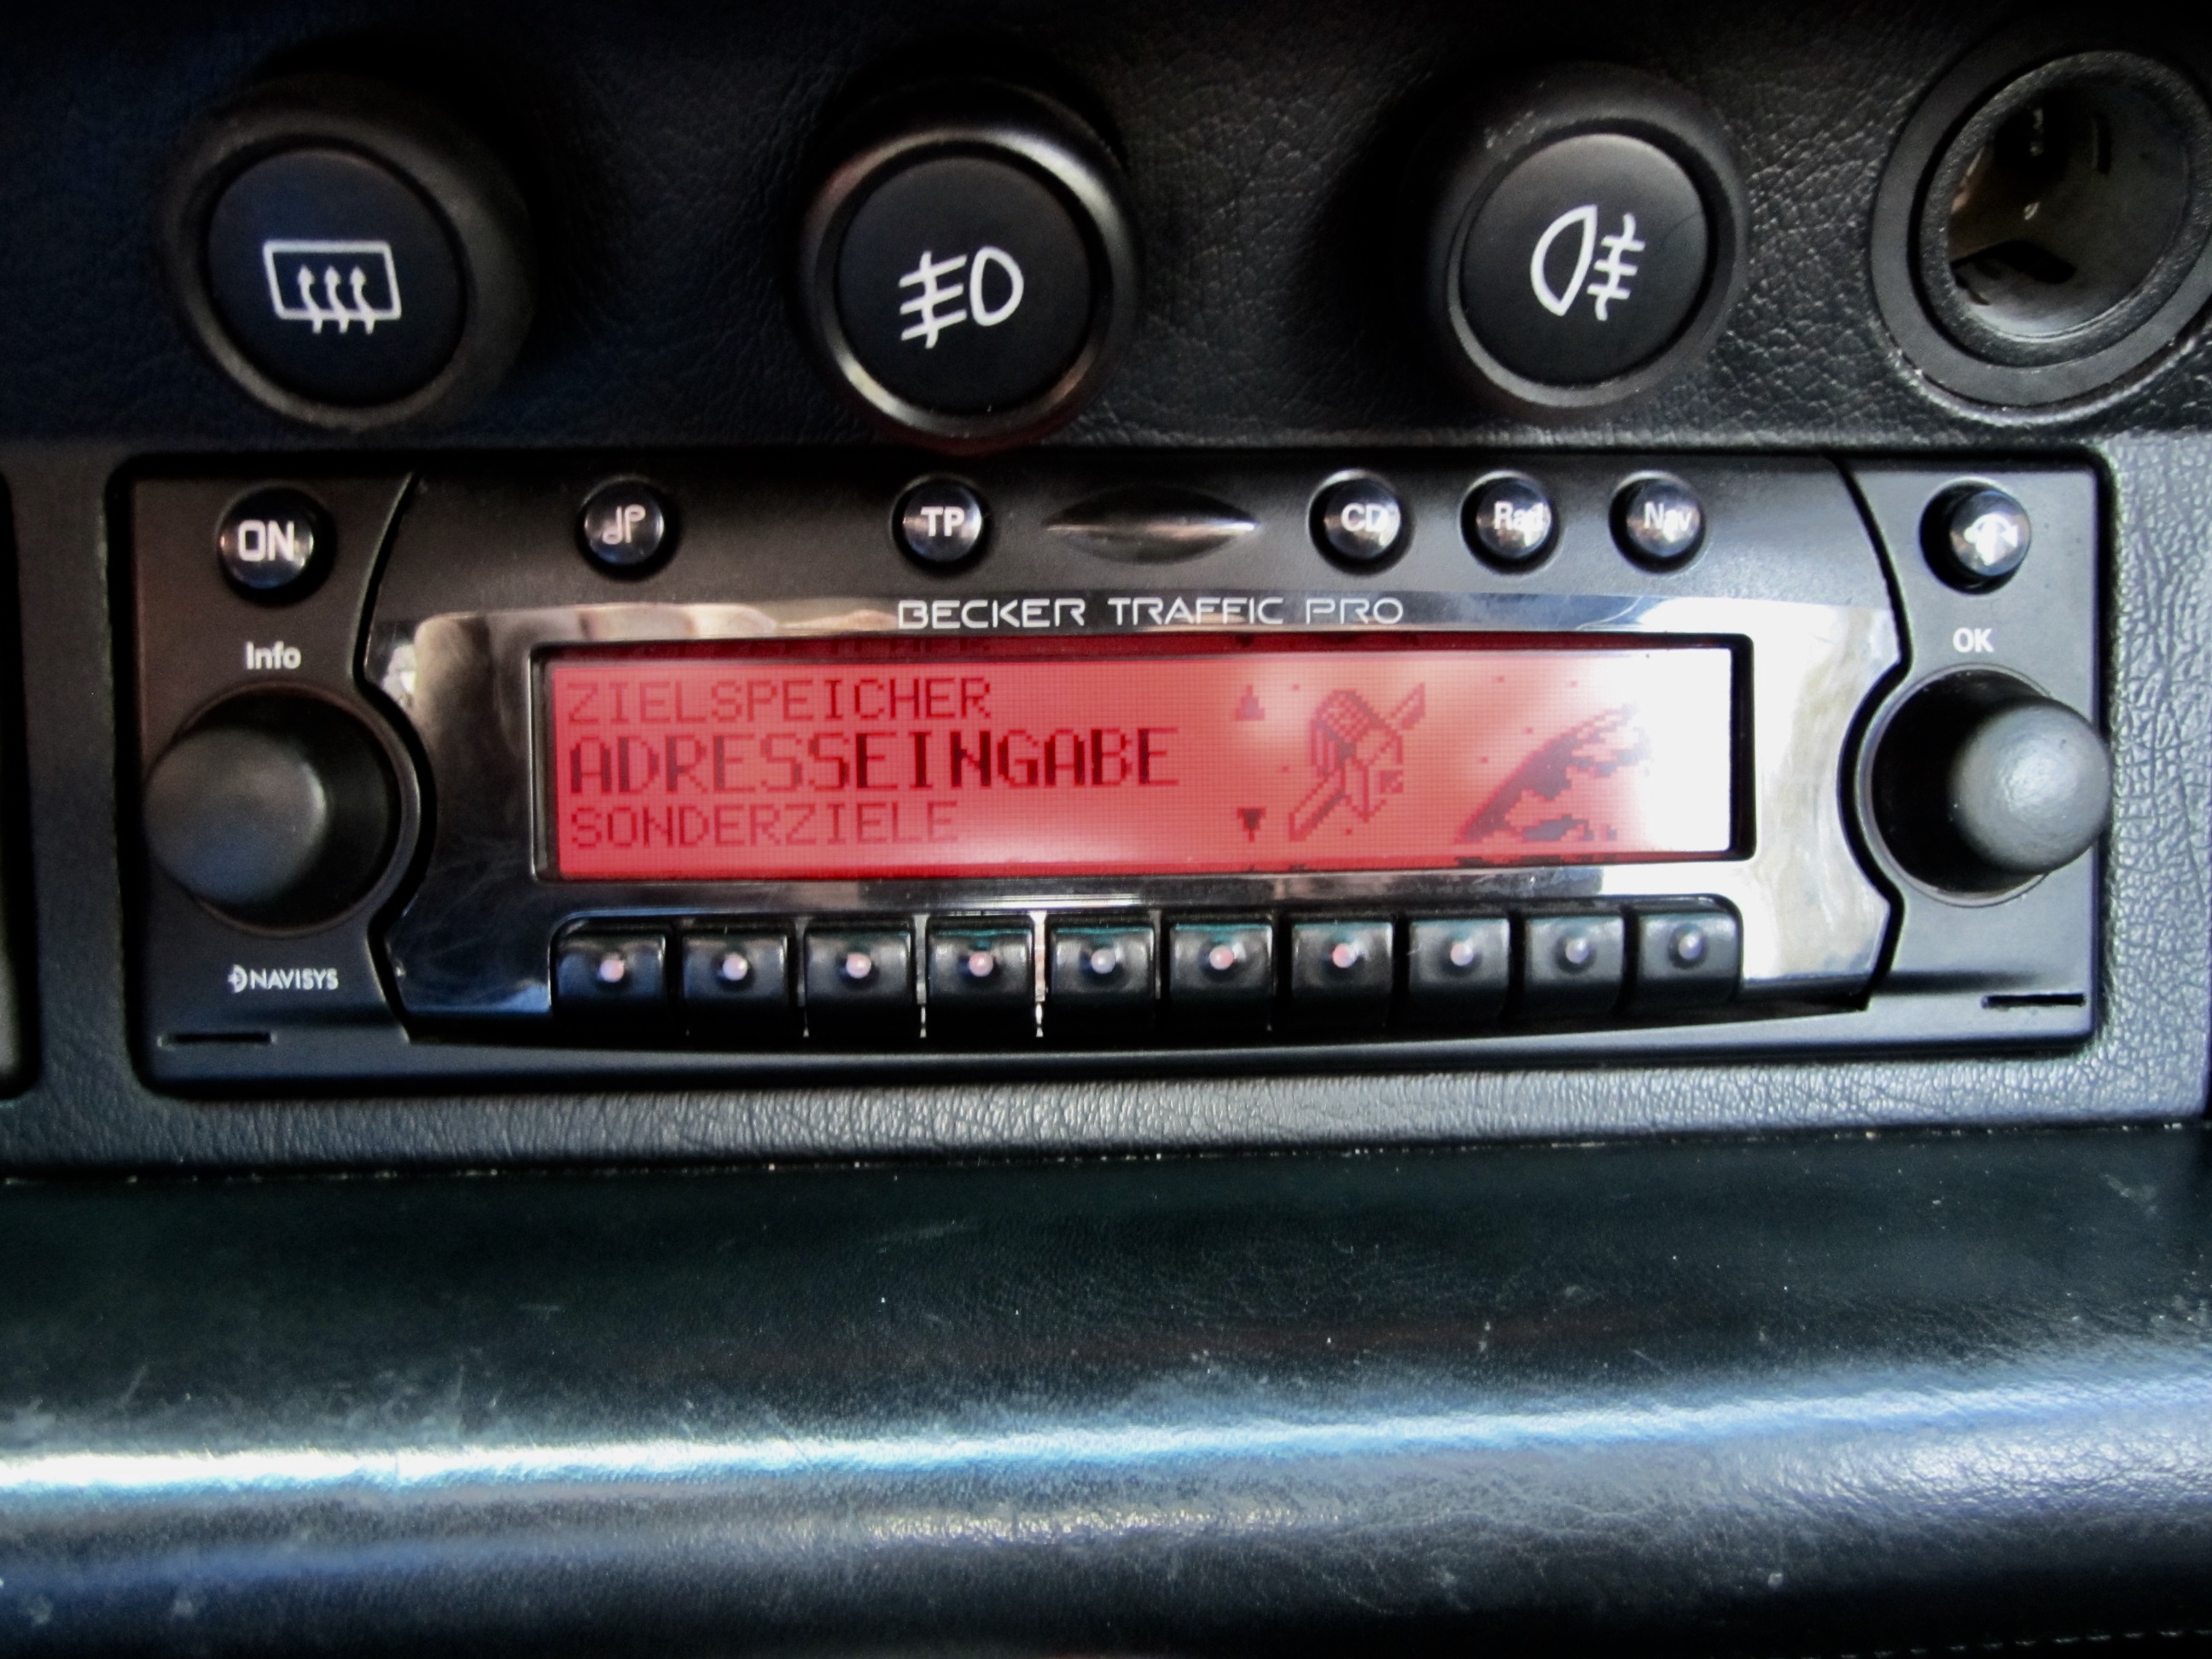 ON
TP
CD
Rad
Nav
BECKER TRAFFIC PRO
Info
OK
ZIELSPEICHER
ADRESSEINGABE
SONDERZIELE
NAVISYS